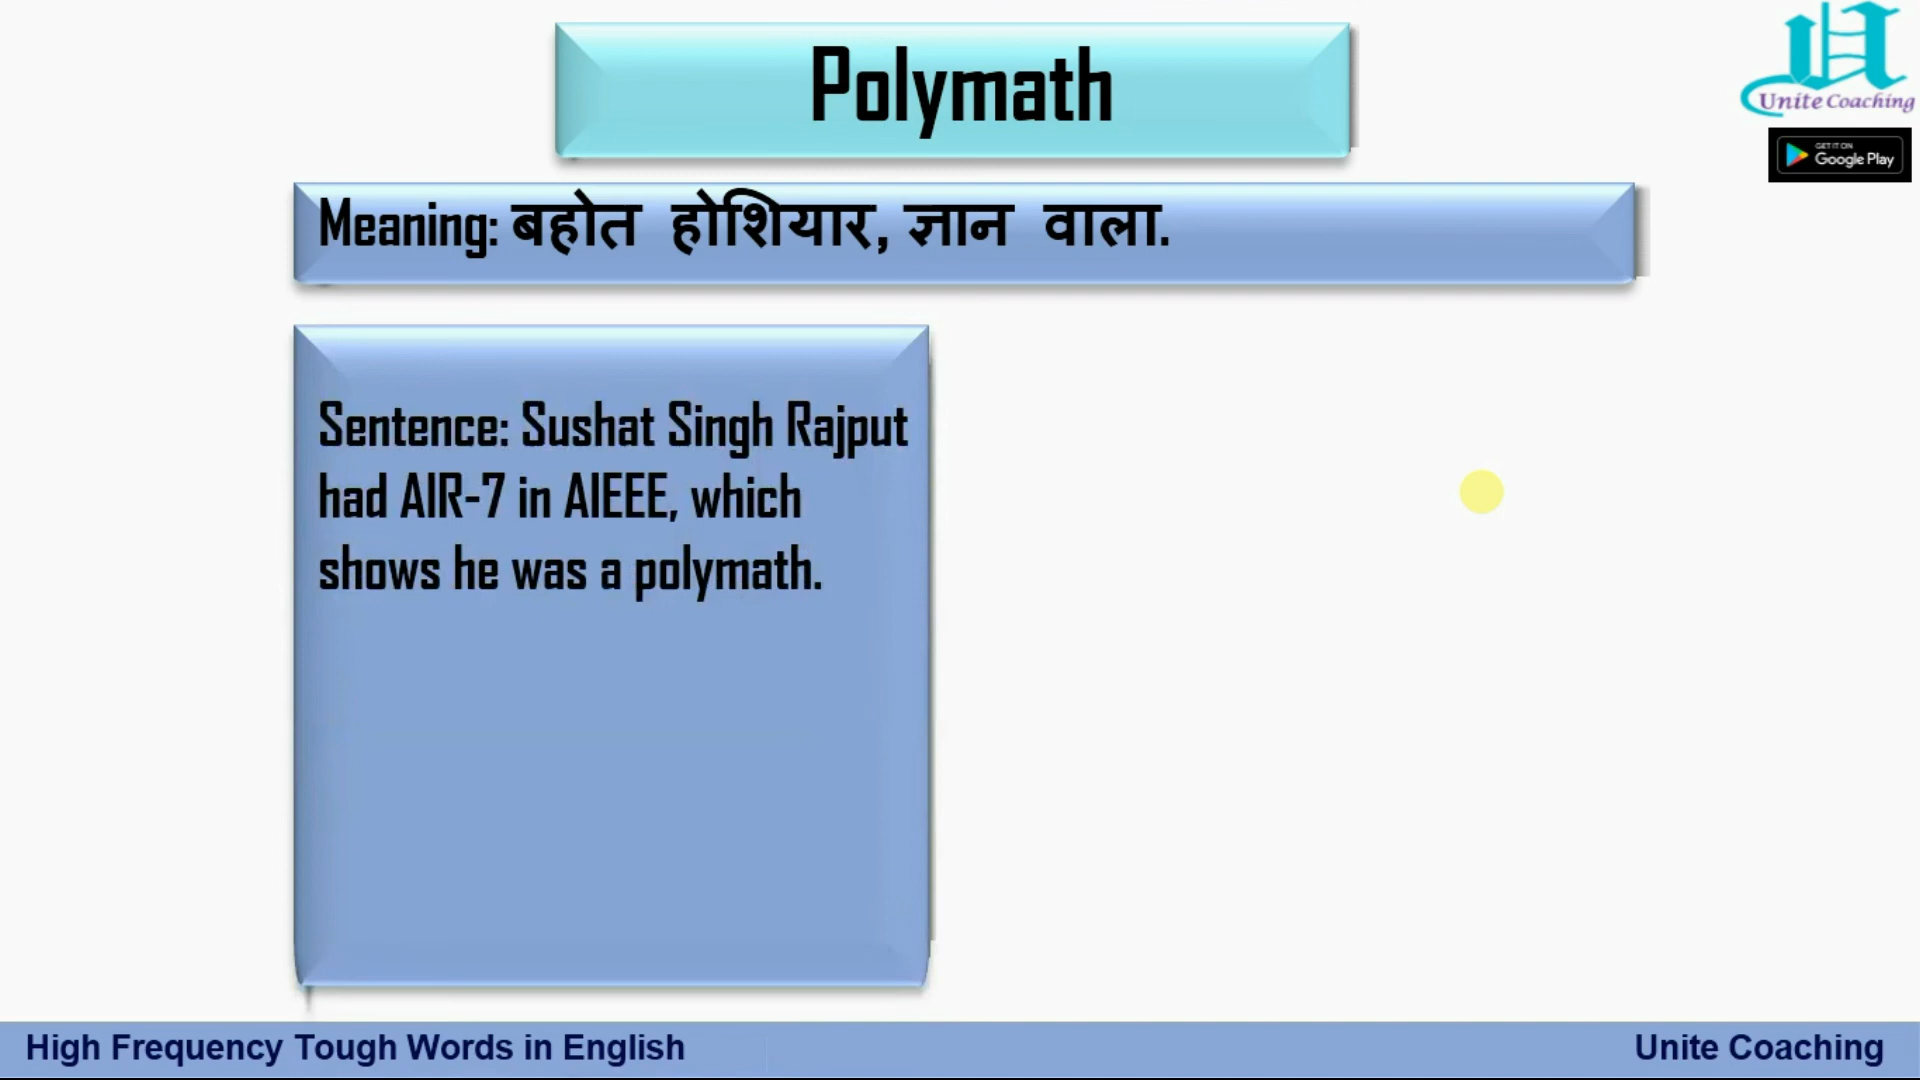 Polymath
Unite Coaching
GET IT ON
Google Play
Meaning: बहोत होशियार, ज्ञान वाला.
Sentence: Sushat Singh Rajput
had AIR-7 in AIEEE, which
shows he was a polymath.
High Frequency Tough Words in English
Unite Coaching